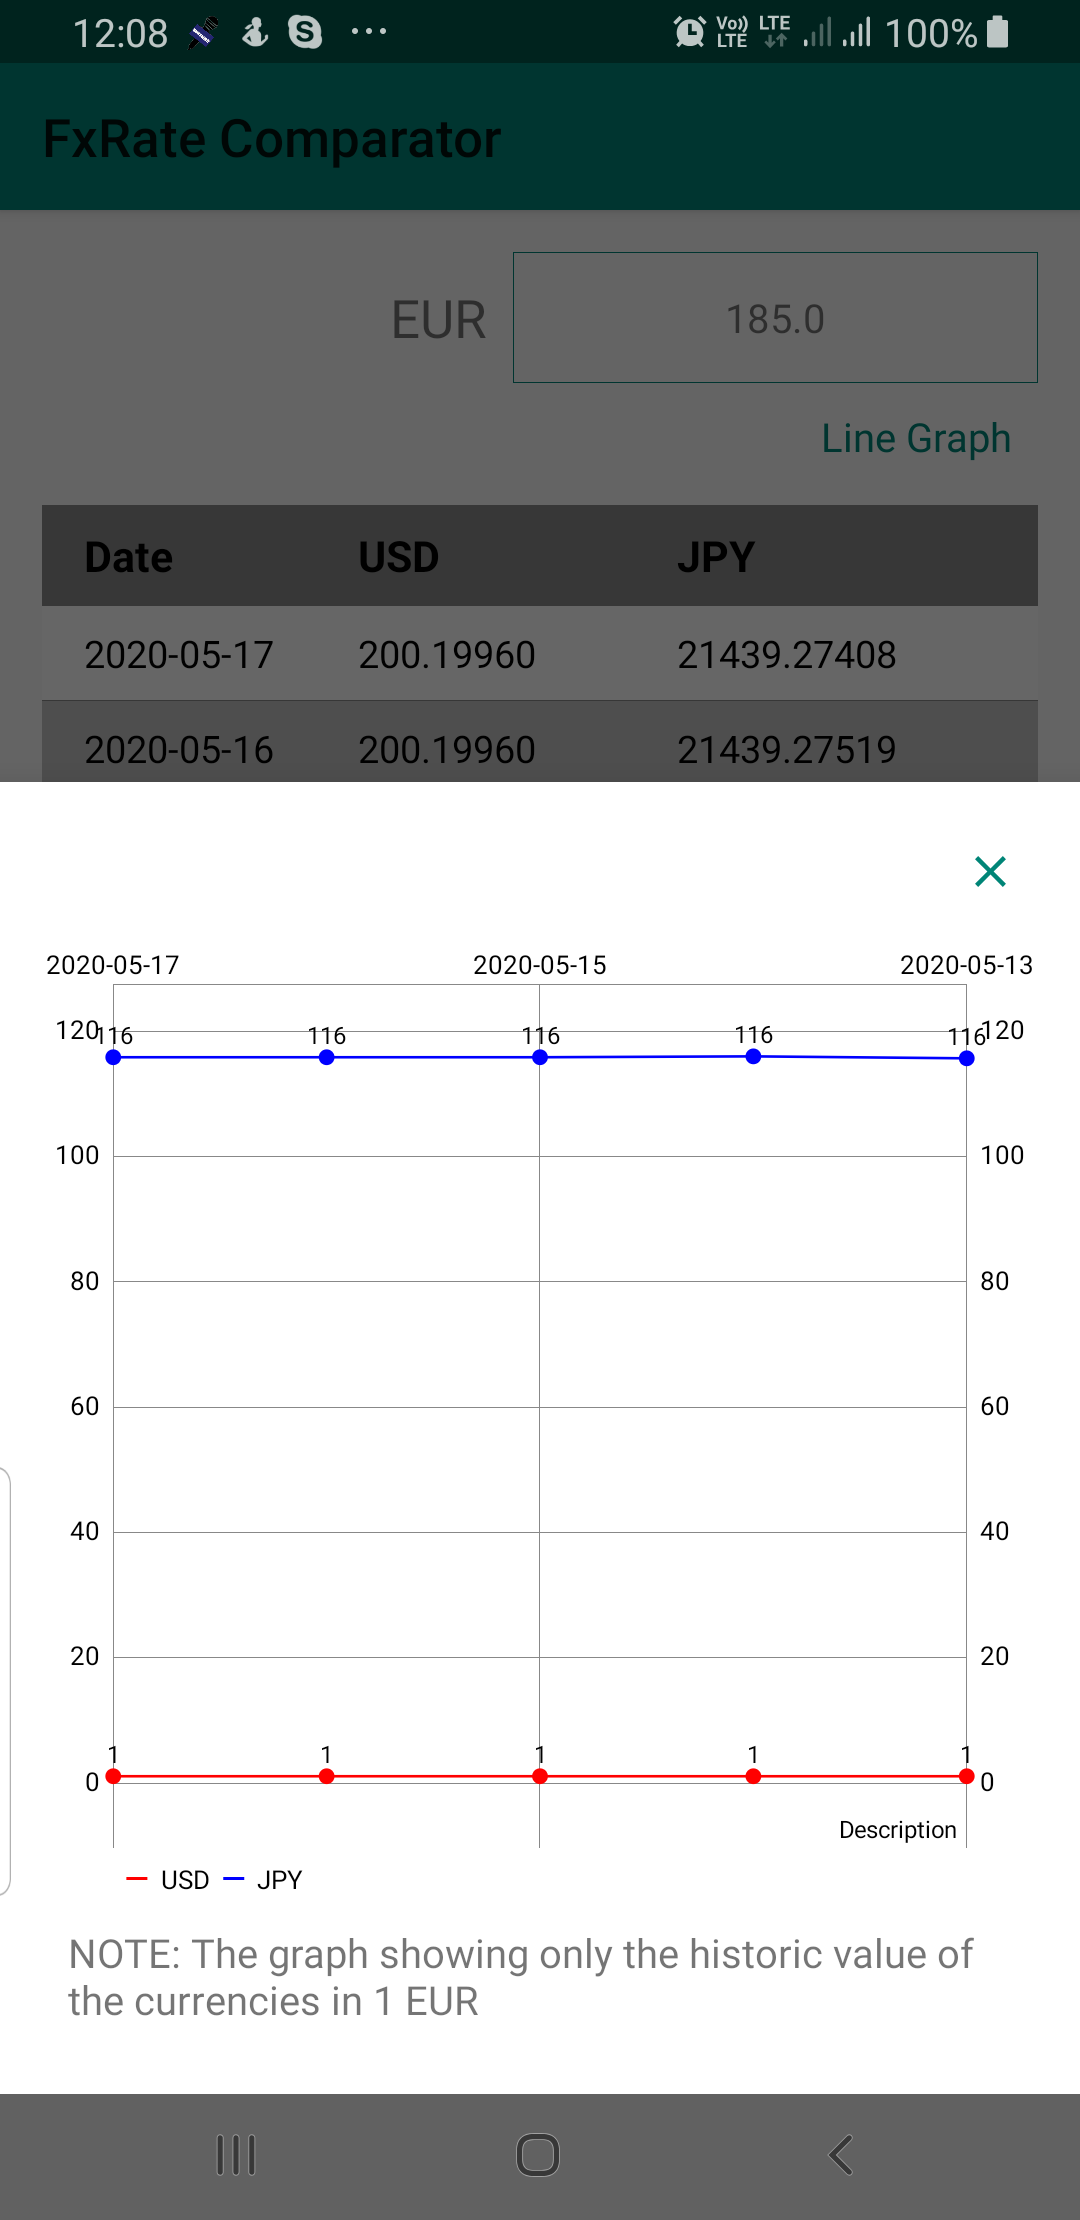 12:08 Vo)) LTE LTE 100%
FxRate Comparator
EUR 185.0
Line Graph
Date USD JPY
2020-05-17 200.19960 21439.27408
2020-05-16 200.19960 21439.27519
2020-05-17 2020-05-15 2020-05-13
120 116 116 116 116 116 120
100 100
80 80
60 60
40 40
20 20
1 1 1 1 1
0 0
Description
USD JPY
NOTE: The graph showing only the historic value of
the currencies in 1 EUR